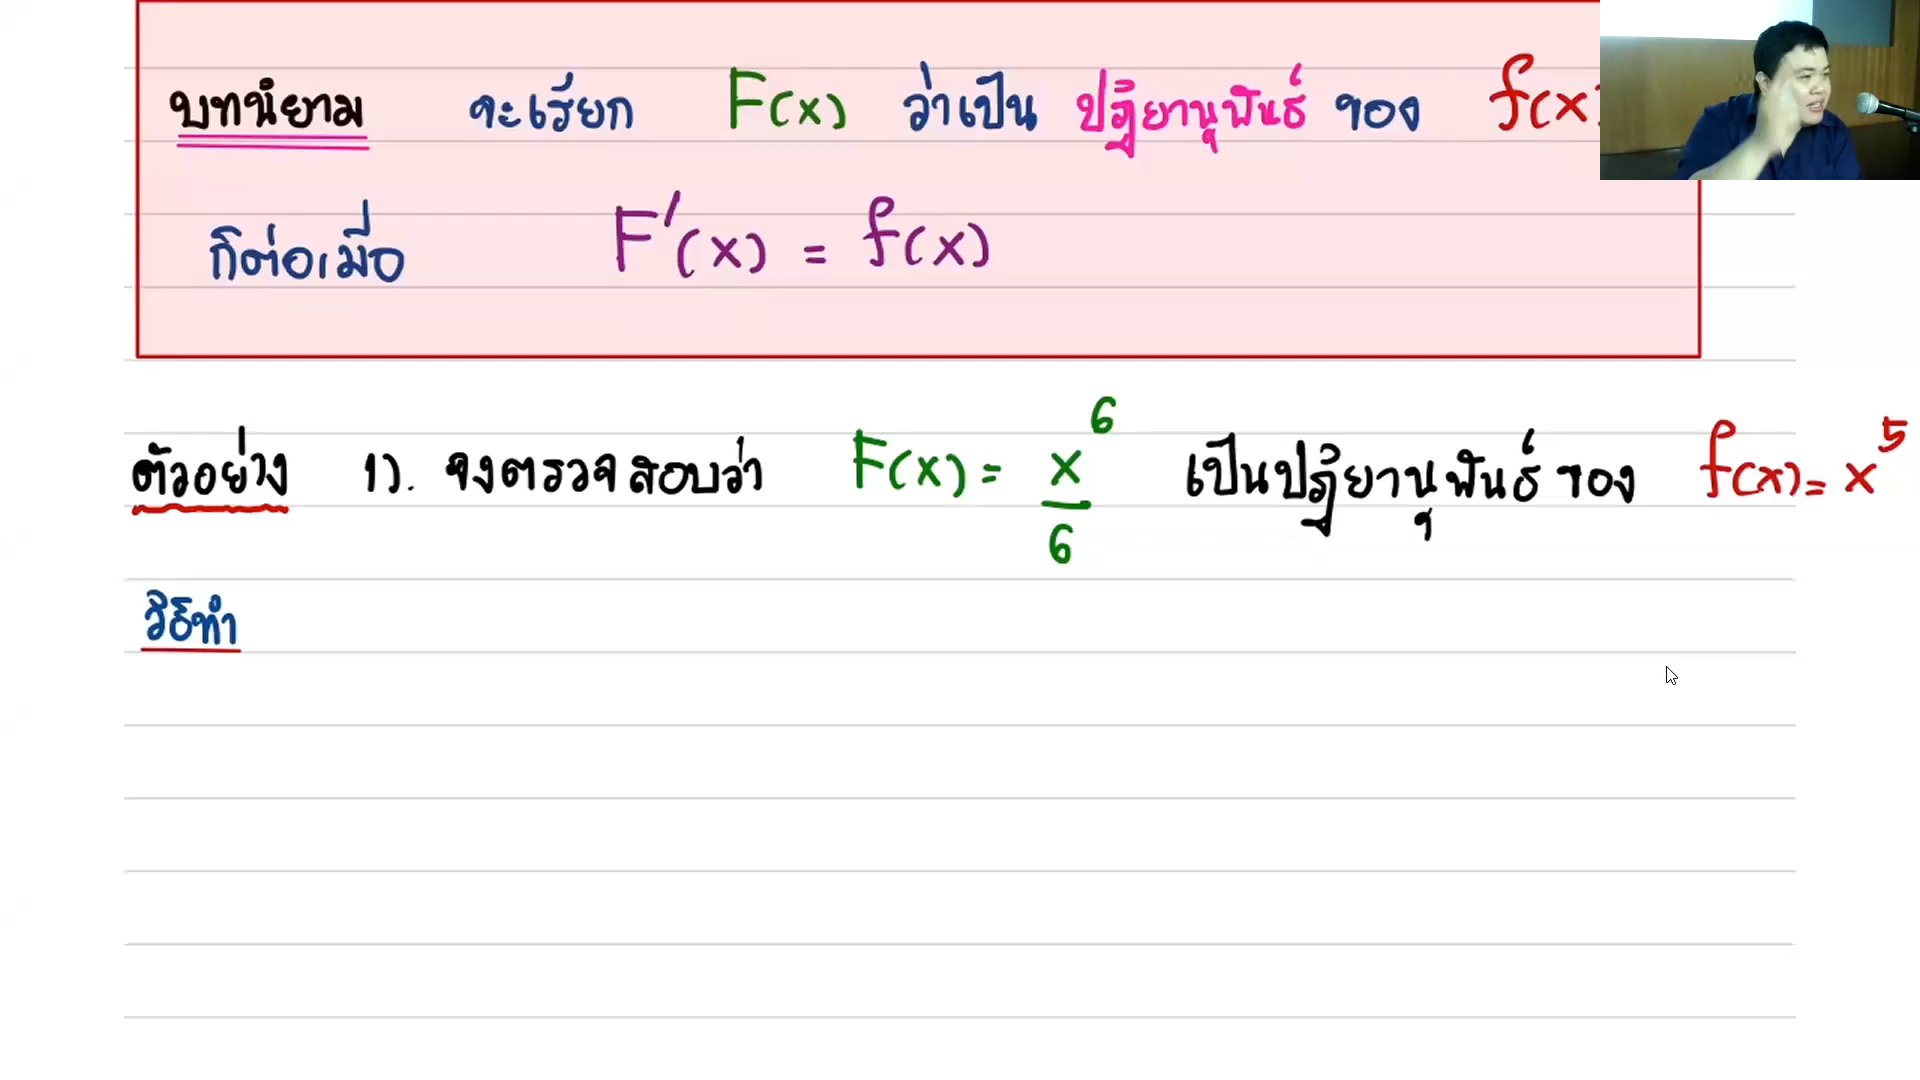 บทนิยาม จะเรียก F(x) ว่าเป็น ปฏิยานุพันธ์ ของ f(x)
ก็ต่อเมื่อ F'(x) = f(x)
ตัวอย่าง 1). จงตรวจสอบว่า F(x) = x^6/6 เป็นปฏิยานุพันธ์ ของ f(x) = x^5
วิธีทำ